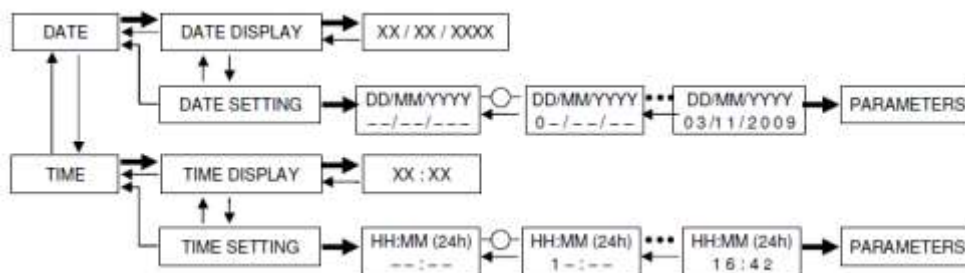 DATE
DATE DISPLAY
XX / XX / XXXX
DATE SETTING
DD/MM/YYYY
--/--/---
DD/MM/YYYY
0-/--/--
DD/MM/YYYY
03/11/2009
PARAMETERS
TIME
TIME DISPLAY
XX : XX
TIME SETTING
HH:MM (24h)
--:--
HH:MM (24h)
1-:--
HH:MM (24h)
16:42
PARAMETERS